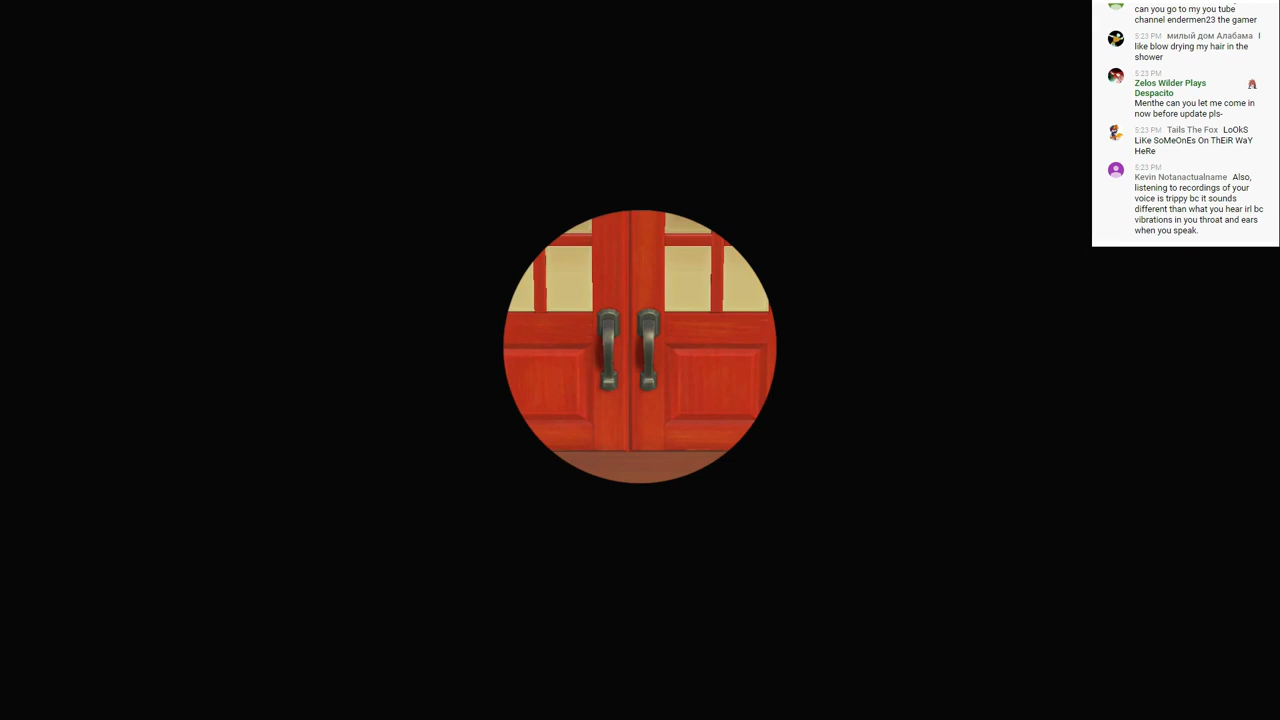 can you go to my you tube
channel endermen23 the gamer
5:23 PM милый дом Алабама I
like blow drying my hair in the
shower
5:23 PM
Zelos Wilder Plays
Despacito
Menthe can you let me come in
now before update pls-
5:23 PM Tails The Fox LoOkS
LiKe SoMeOnEs On ThEiR WaY
HeRe
5:23 PM
Kevin Notanactualname Also,
listening to recordings of your
voice is trippy bc it sounds
different than what you hear irl bc
vibrations in you throat and ears
when you speak.